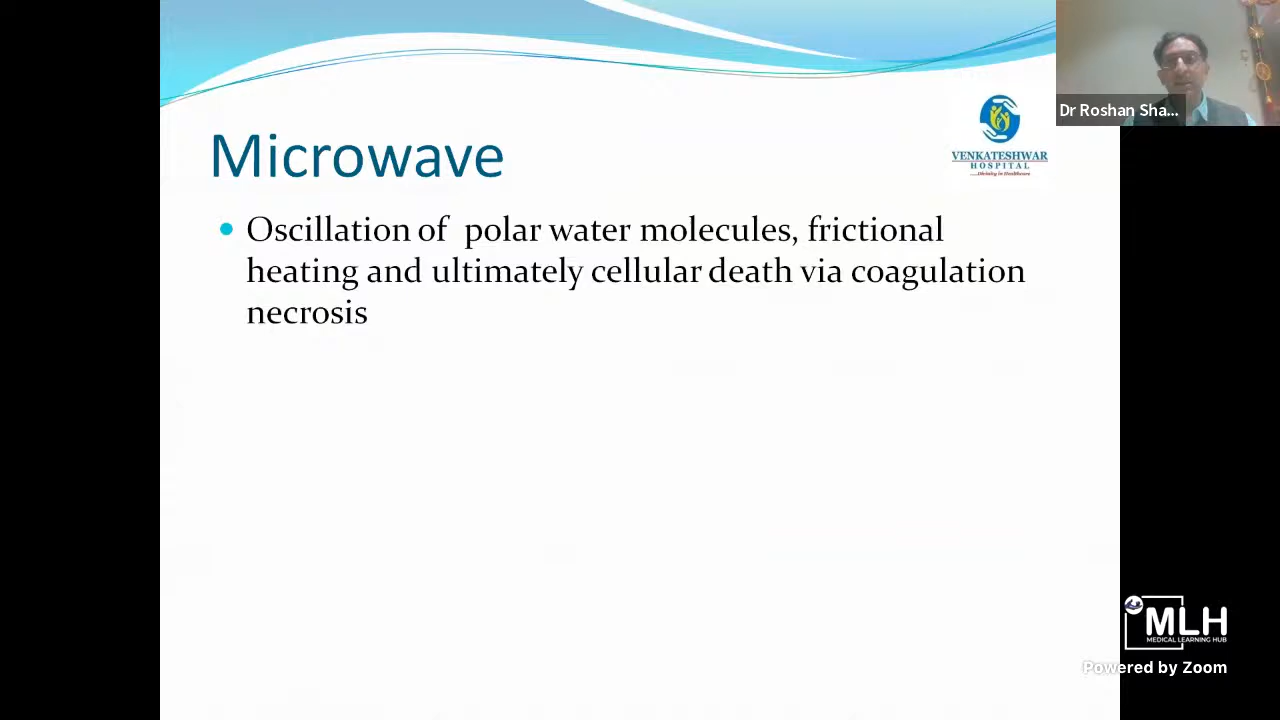 Dr Roshan Sha...
Microwave
VENKATESHWAR
HOSPITAL
Oscillation of polar water molecules, frictional
heating and ultimately cellular death via coagulation
necrosis
MLH
MEDICAL LEARNING HUB
Powered by Zoom